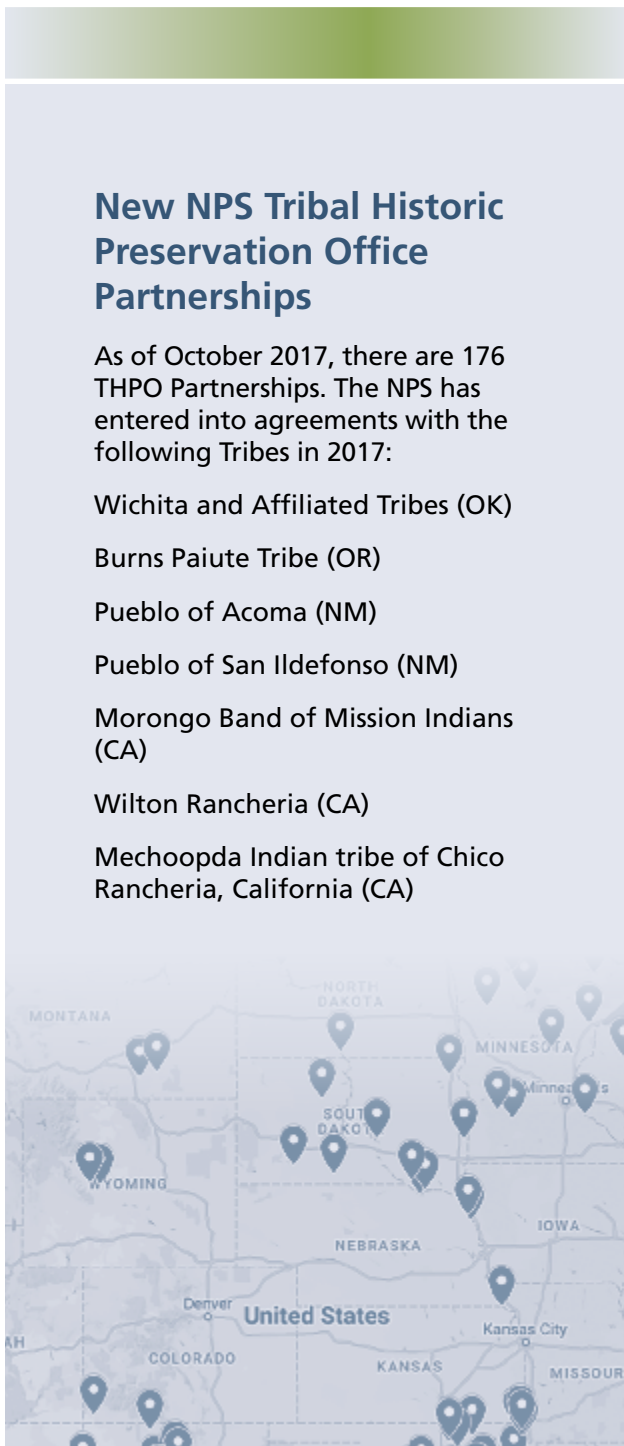 New NPS Tribal Historic
Preservation Office
Partnerships
As of October 2017, there are 176
THPO Partnerships. The NPS has
entered into agreements with the
following Tribes in 2017:
Wichita and Affiliated Tribes (OK)
Burns Paiute Tribe (OR)
Pueblo of Acoma (NM)
Pueblo of San Ildefonso (NM)
Morongo Band of Mission Indians
(CA)
Wilton Rancheria (CA)
Mechoopda Indian tribe of Chico
Rancheria, California (CA)
NORTH
DAKOTA
MONTANA
MINNESOTA
SOUTH
DAKOTA
WYOMING
IOWA
NEBRASKA
Denver
United States
Kansas City
AH
COLORADO
KANSAS
MISSOUR